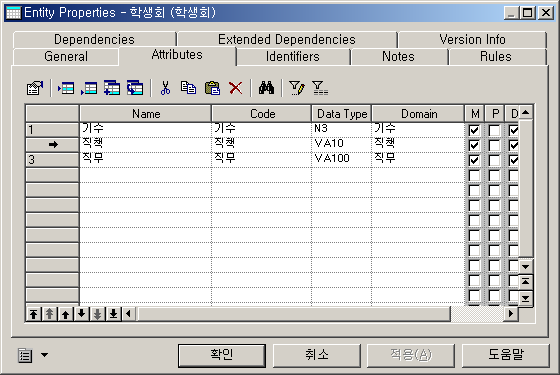 Entity Properties - 학생회 (학생회)
Dependencies Extended Dependencies Version Info
General Attributes Identifiers Notes Rules
Name Code Data Type Domain M P D
1 기수 기수 N3 기수
직책 직책 VA10 직책
3 직무 직무 VA100 직무
확인 취소 적용(A) 도움말